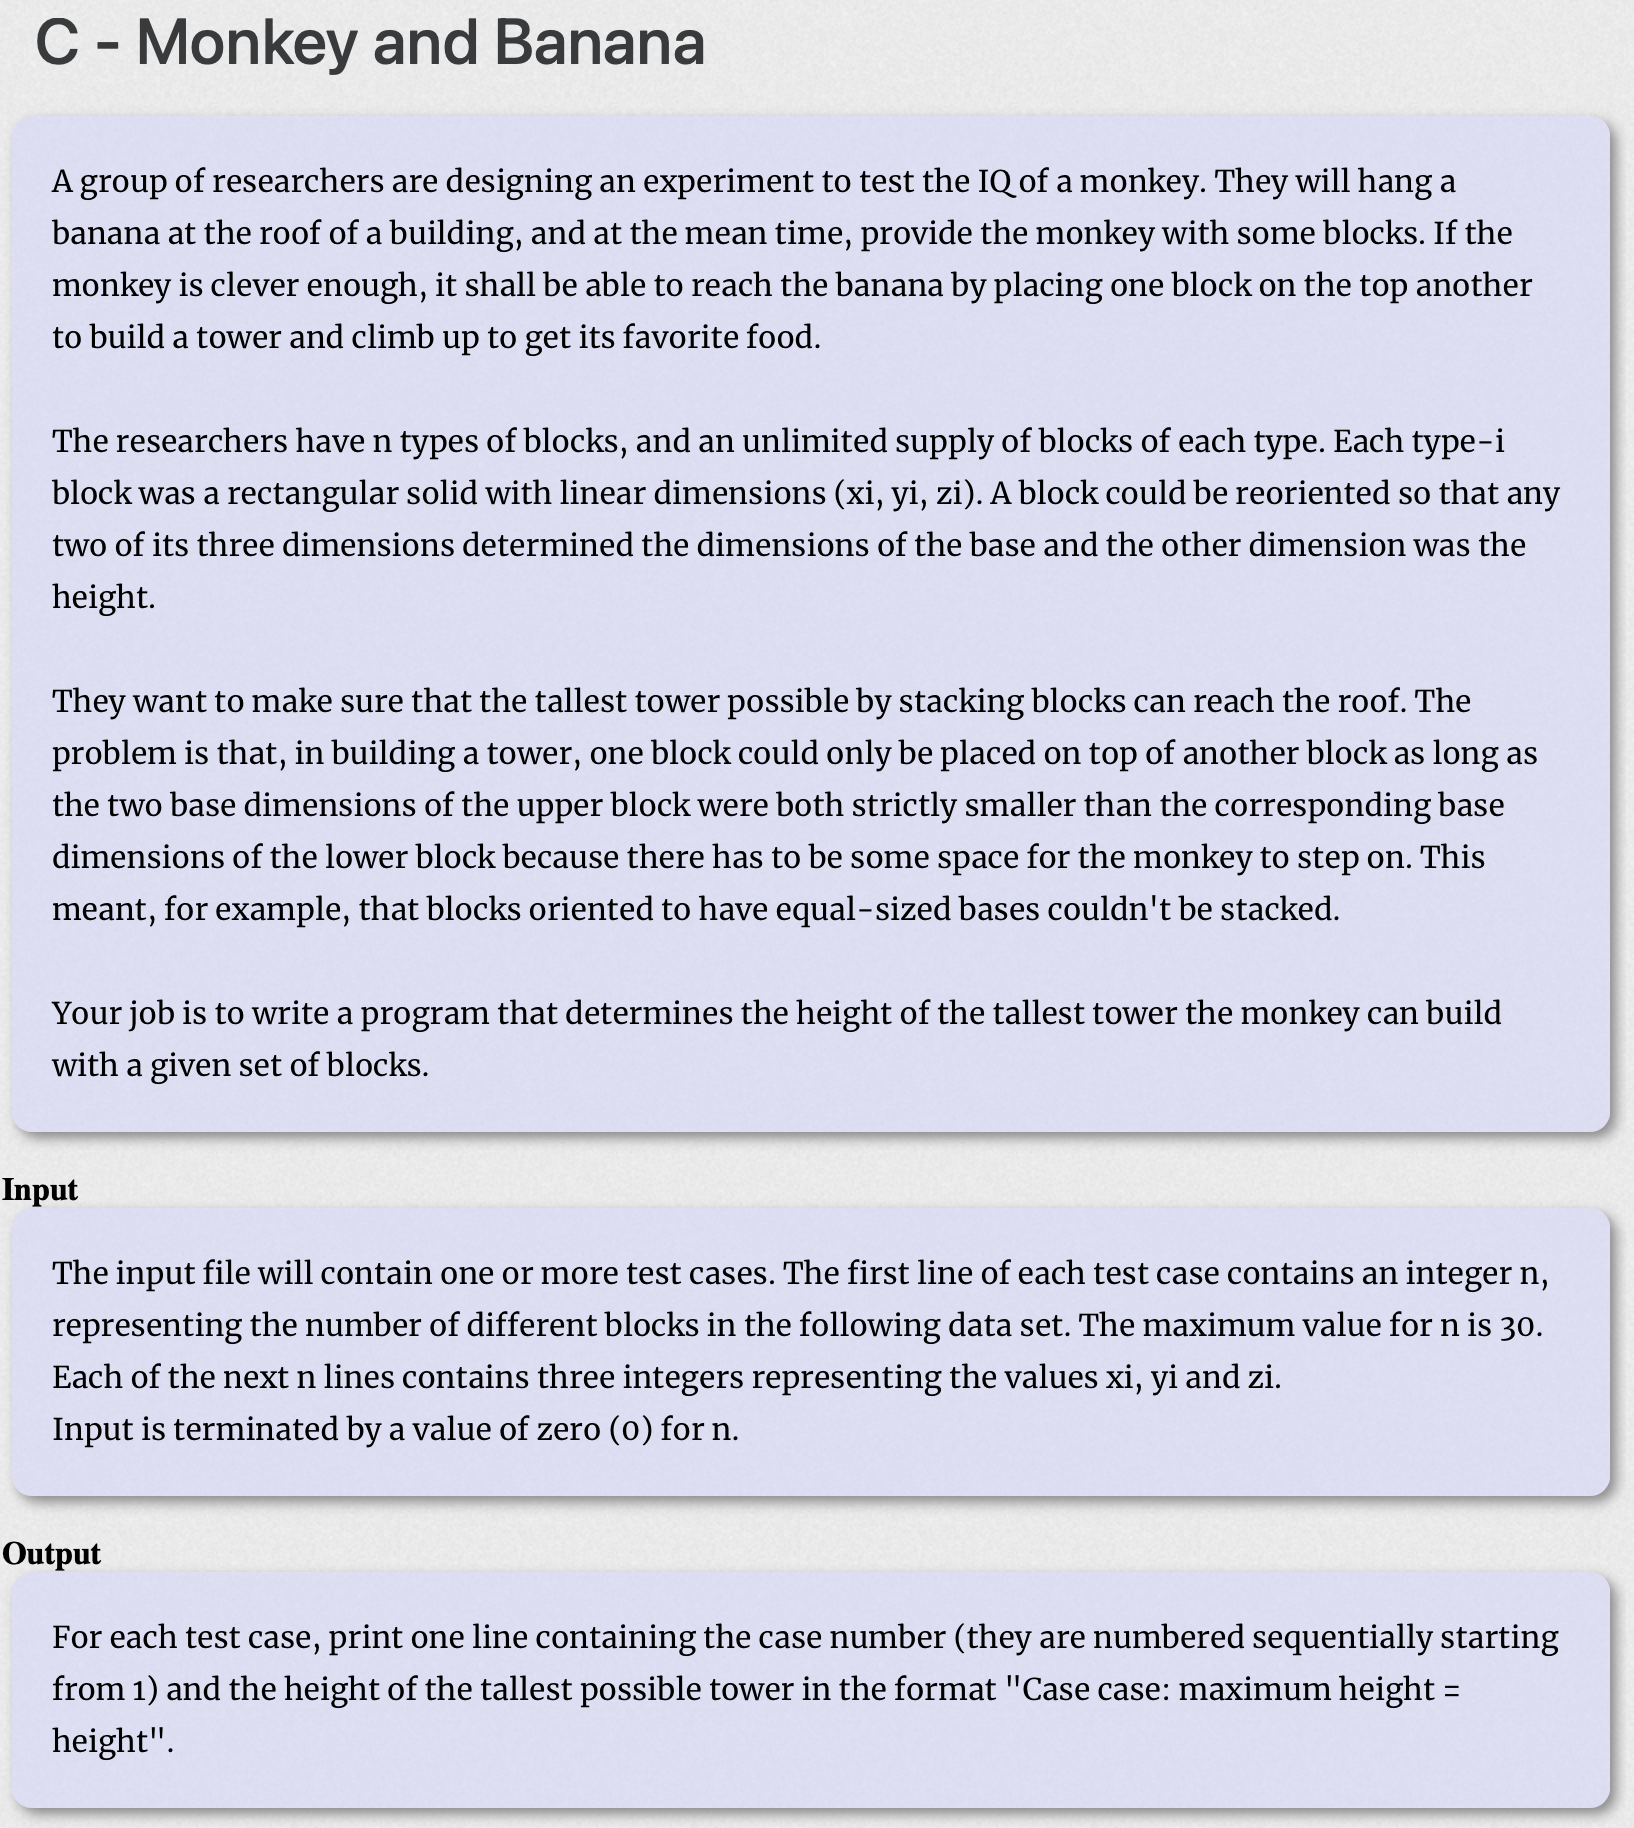 C - Monkey and Banana
A group of researchers are designing an experiment to test the IQ of a monkey. They will hang a
banana at the roof of a building, and at the mean time, provide the monkey with some blocks. If the
monkey is clever enough, it shall be able to reach the banana by placing one block on the top another
to build a tower and climb up to get its favorite food.
The researchers have n types of blocks, and an unlimited supply of blocks of each type. Each type-i
block was a rectangular solid with linear dimensions (xi, yi, zi). A block could be reoriented so that any
two of its three dimensions determined the dimensions of the base and the other dimension was the
height.
They want to make sure that the tallest tower possible by stacking blocks can reach the roof. The
problem is that, in building a tower, one block could only be placed on top of another block as long as
the two base dimensions of the upper block were both strictly smaller than the corresponding base
dimensions of the lower block because there has to be some space for the monkey to step on. This
meant, for example, that blocks oriented to have equal-sized bases couldn't be stacked.
Your job is to write a program that determines the height of the tallest tower the monkey can build
with a given set of blocks.
Input
The input file will contain one or more test cases. The first line of each test case contains an integer n,
representing the number of different blocks in the following data set. The maximum value for n is 30.
Each of the next n lines contains three integers representing the values xi, yi and zi.
Input is terminated by a value of zero (0) for n.
Output
For each test case, print one line containing the case number (they are numbered sequentially starting
from 1) and the height of the tallest possible tower in the format "Case case: maximum height =
height".